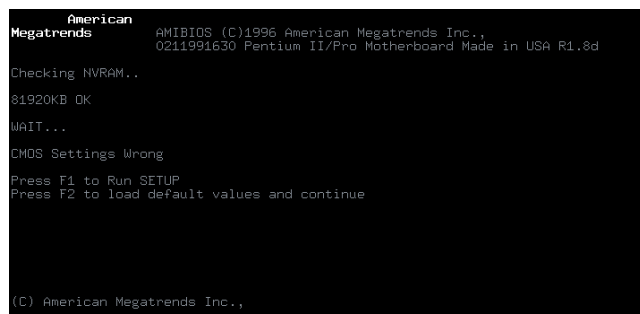 American
Megatrends AMIBIOS (C)1996 American Megatrends Inc.,
0211991630 Pentium II/Pro Motherboard Made in USA R1.8d
Checking NVRAM..
81920KB OK
WAIT...
CMOS Settings Wrong
Press F1 to Run SETUP
Press F2 to load default values and continue
(C) American Megatrends Inc.,